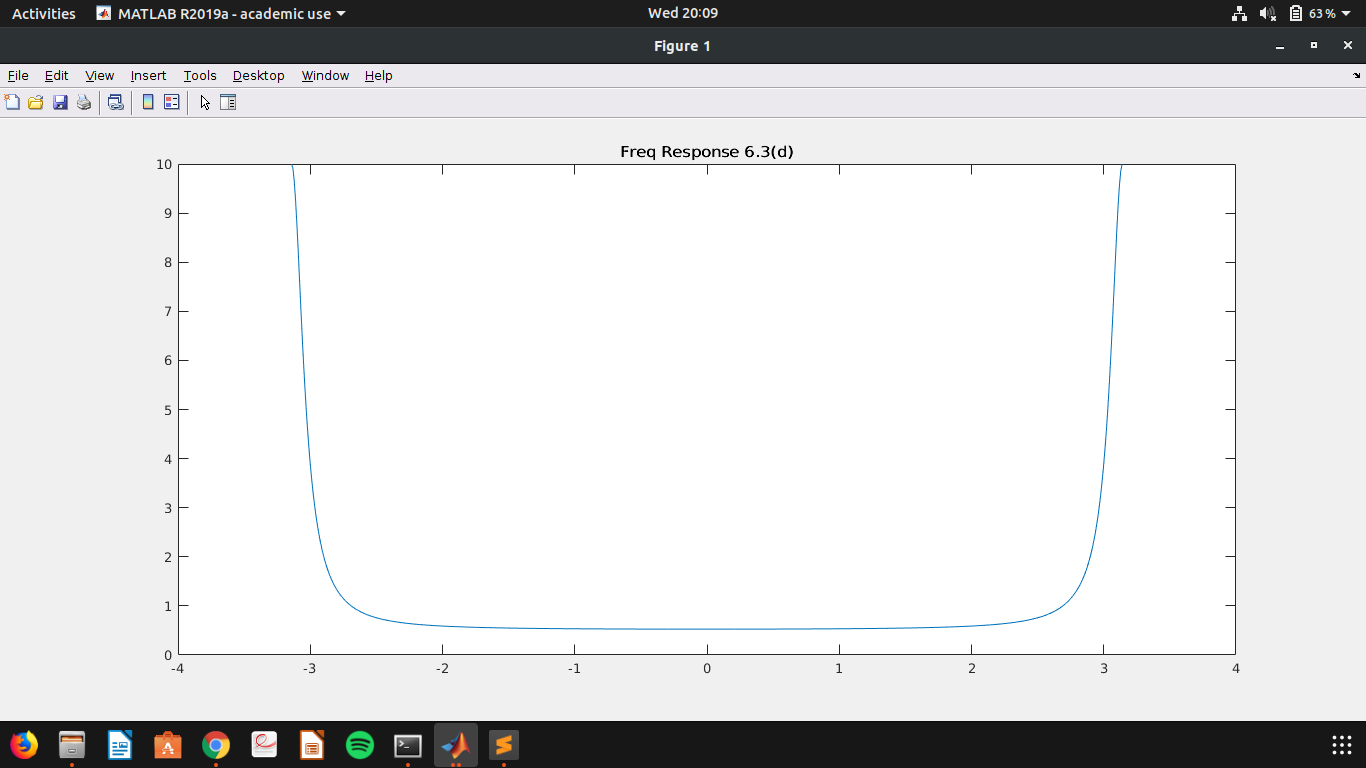 Activities MATLAB R2019a - academic use Wed 20:09 63 %
Figure 1
File Edit View Insert Tools Desktop Window Help
Freq Response 6.3(d)
10
9
8
7
6
5
4
3
2
1
0
-4 -3 -2 -1 0 1 2 3 4